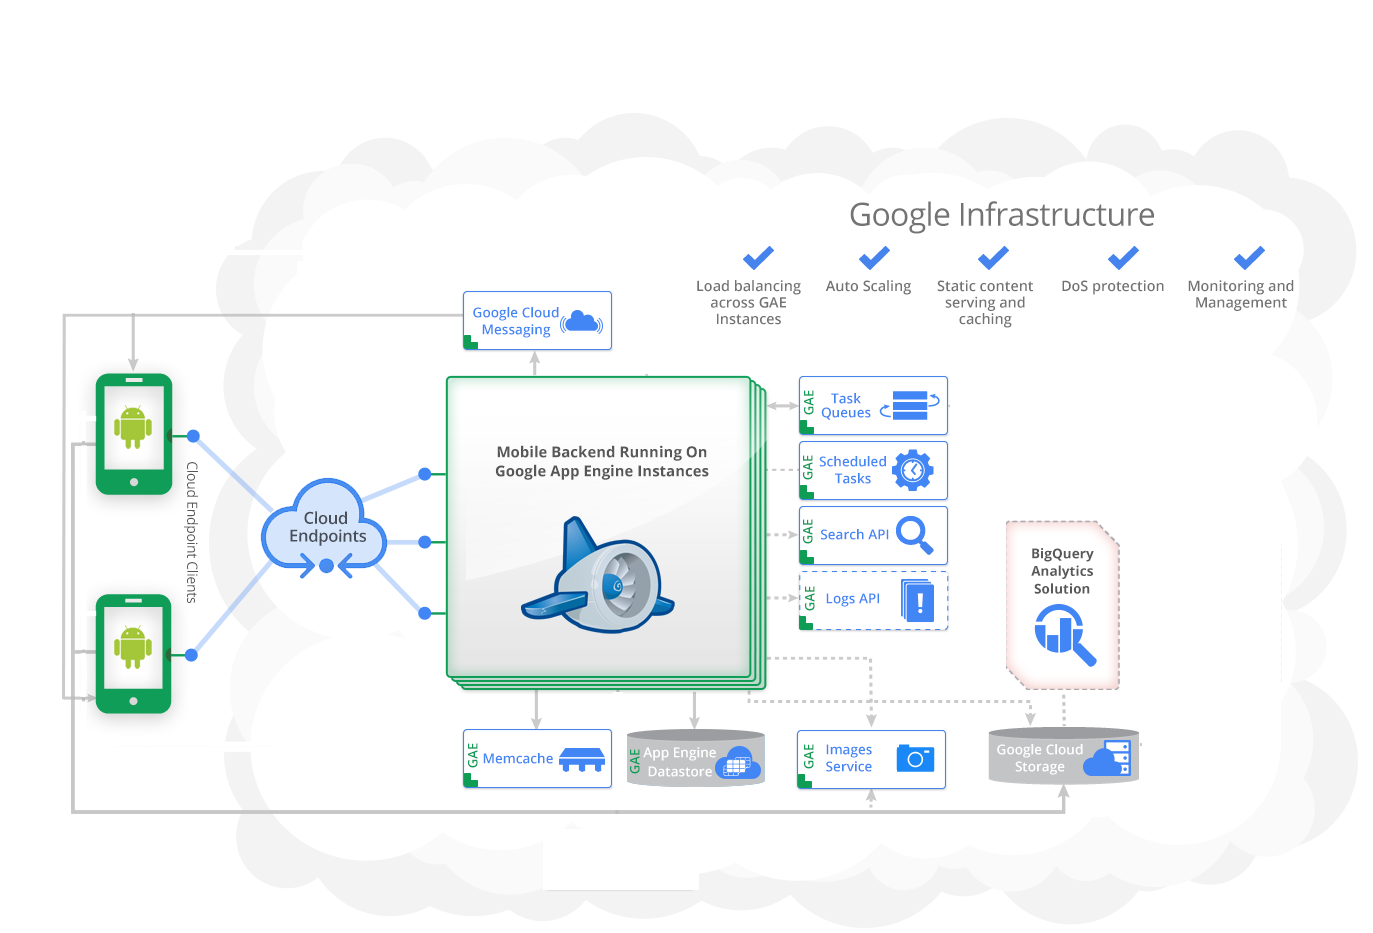 Google Infrastructure
Load balancing
across GAE
Instances
Auto Scaling
Static content
serving and
caching
DoS protection
Monitoring and
Management
Google Cloud
Messaging
Mobile Backend Running On
Google App Engine Instances
GAE
Task
Queues
GAE
Scheduled
Tasks
GAE
Search API
GAE
Logs API
Cloud Endpoint Clients
Cloud
Endpoints
BigQuery
Analytics
Solution
GAE
Memcache
GAE
App Engine
Datastore
GAE
Images
Service
Google Cloud
Storage